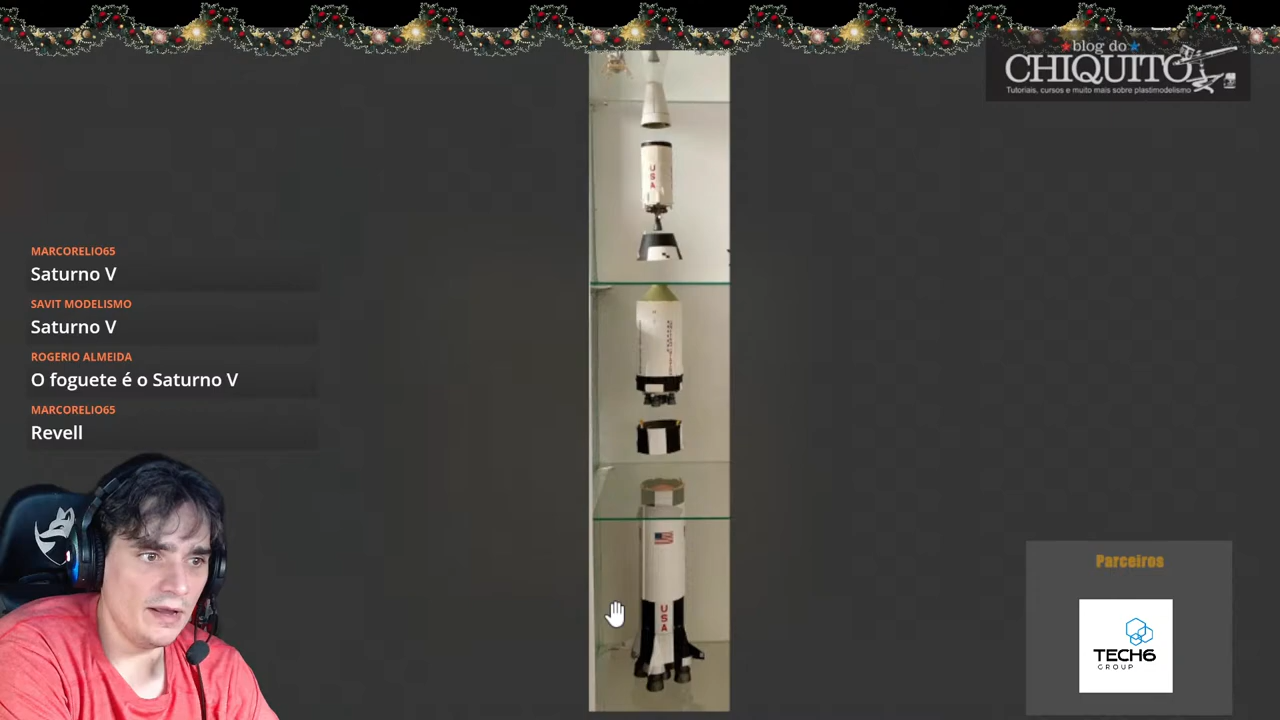 blog do
CHIQUITO
Tutoriais, cursos e muito mais sobre plastimodelismo
MARCORELIO65
Saturno V
SAVIT MODELISMO
Saturno V
ROGERIO ALMEIDA
O foguete é o Saturno V
MARCORELIO65
Revell
USA
USA
Parceiros
TECH6
GROUP